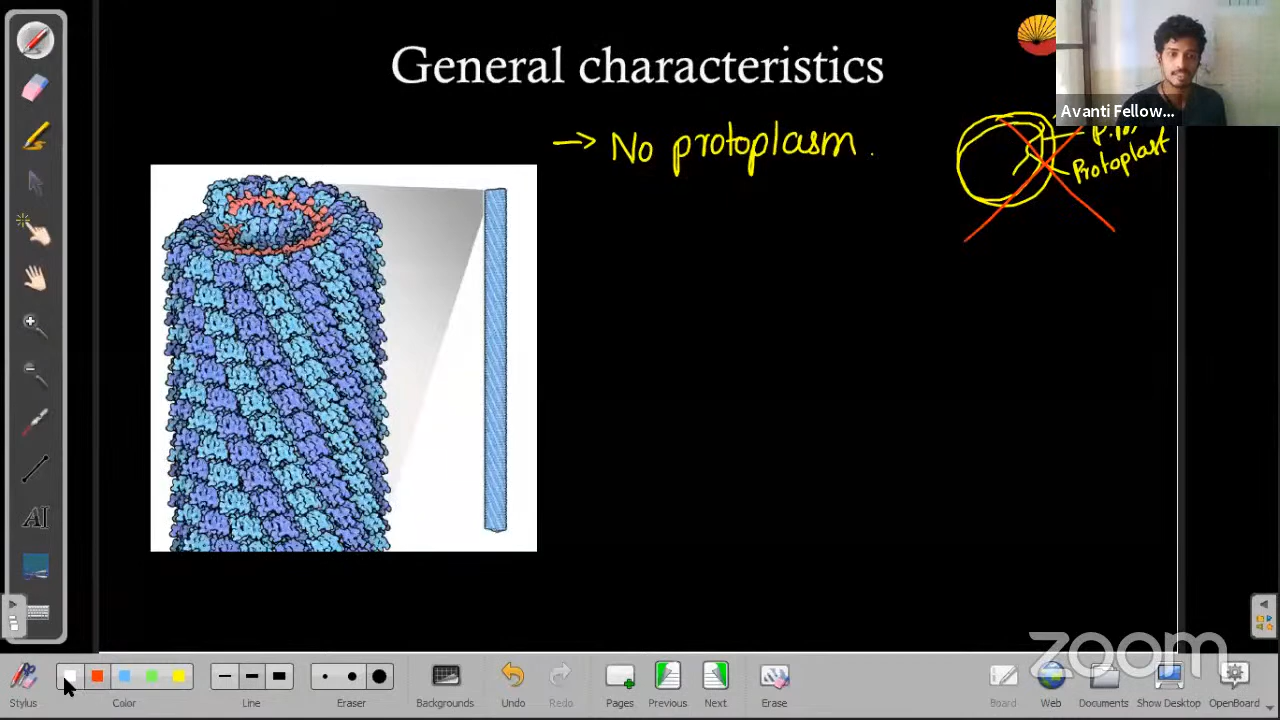 General characteristics
Avanti Fellow...
→ No protoplasm.
Protoplast
AI
zoom
Stylus
Color
Line
Eraser
Backgrounds
Undo
Redo
Pages
Previous
Next
Erase
Board
Web
Documents
Show Desktop
OpenBoard